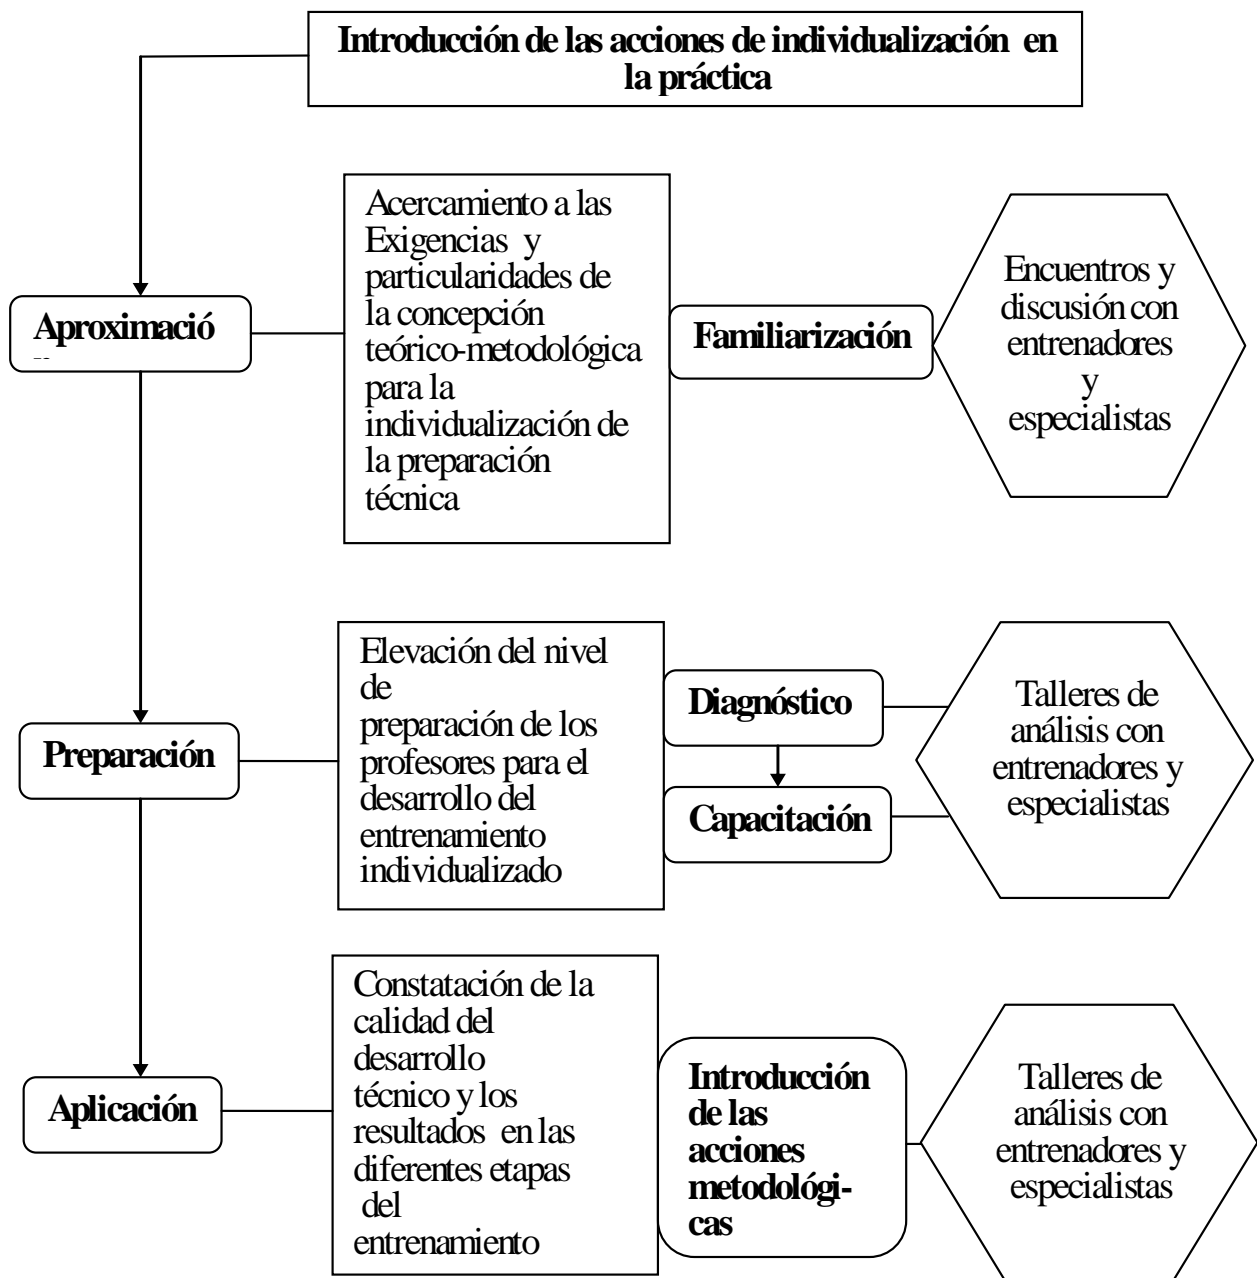 Introducción de las acciones de individualización en
la práctica
Aproximació
Acercamiento a las
Exigencias y
particularidades de
la concepción
teórico-metodológica
para la
individualización de
la preparación
técnica
Familiarización
Encuentros y
discusión con
entrenadores
y
especialistas
Preparación
Elevación del nivel
de
preparación de los
profesores para el
desarrollo del
entrenamiento
individualizado
Diagnóstico
Capacitación
Talleres de
análisis con
entrenadores y
especialistas
Aplicación
Constatación de la
calidad del
desarrollo
técnico y los
resultados en las
diferentes etapas
del
entrenamiento
Introducción
de las
acciones
metodológi-
cas
Talleres de
análisis con
entrenadores y
especialistas